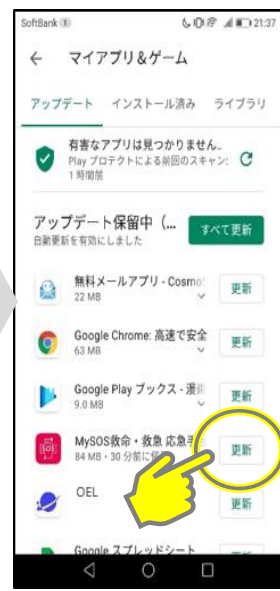 SoftBank 21:37
← マイアプリ&ゲーム
アップデート インストール済み ライブラリ
有害なアプリは見つかりません。
Play プロテクトによる前回のスキャン:
1 時間前
アップデート保留中 (... すべて更新
自動更新を有効にしました
無料メールアプリ - Cosmo
22 MB
更新
Google Chrome: 高速で安全
63 MB
更新
Google Play ブックス - 漫
9.0 MB
更新
MySOS救命・救急 応急手
84 MB・30 分前に
更新
SOS
OEL
更新
Google スプレッドシート